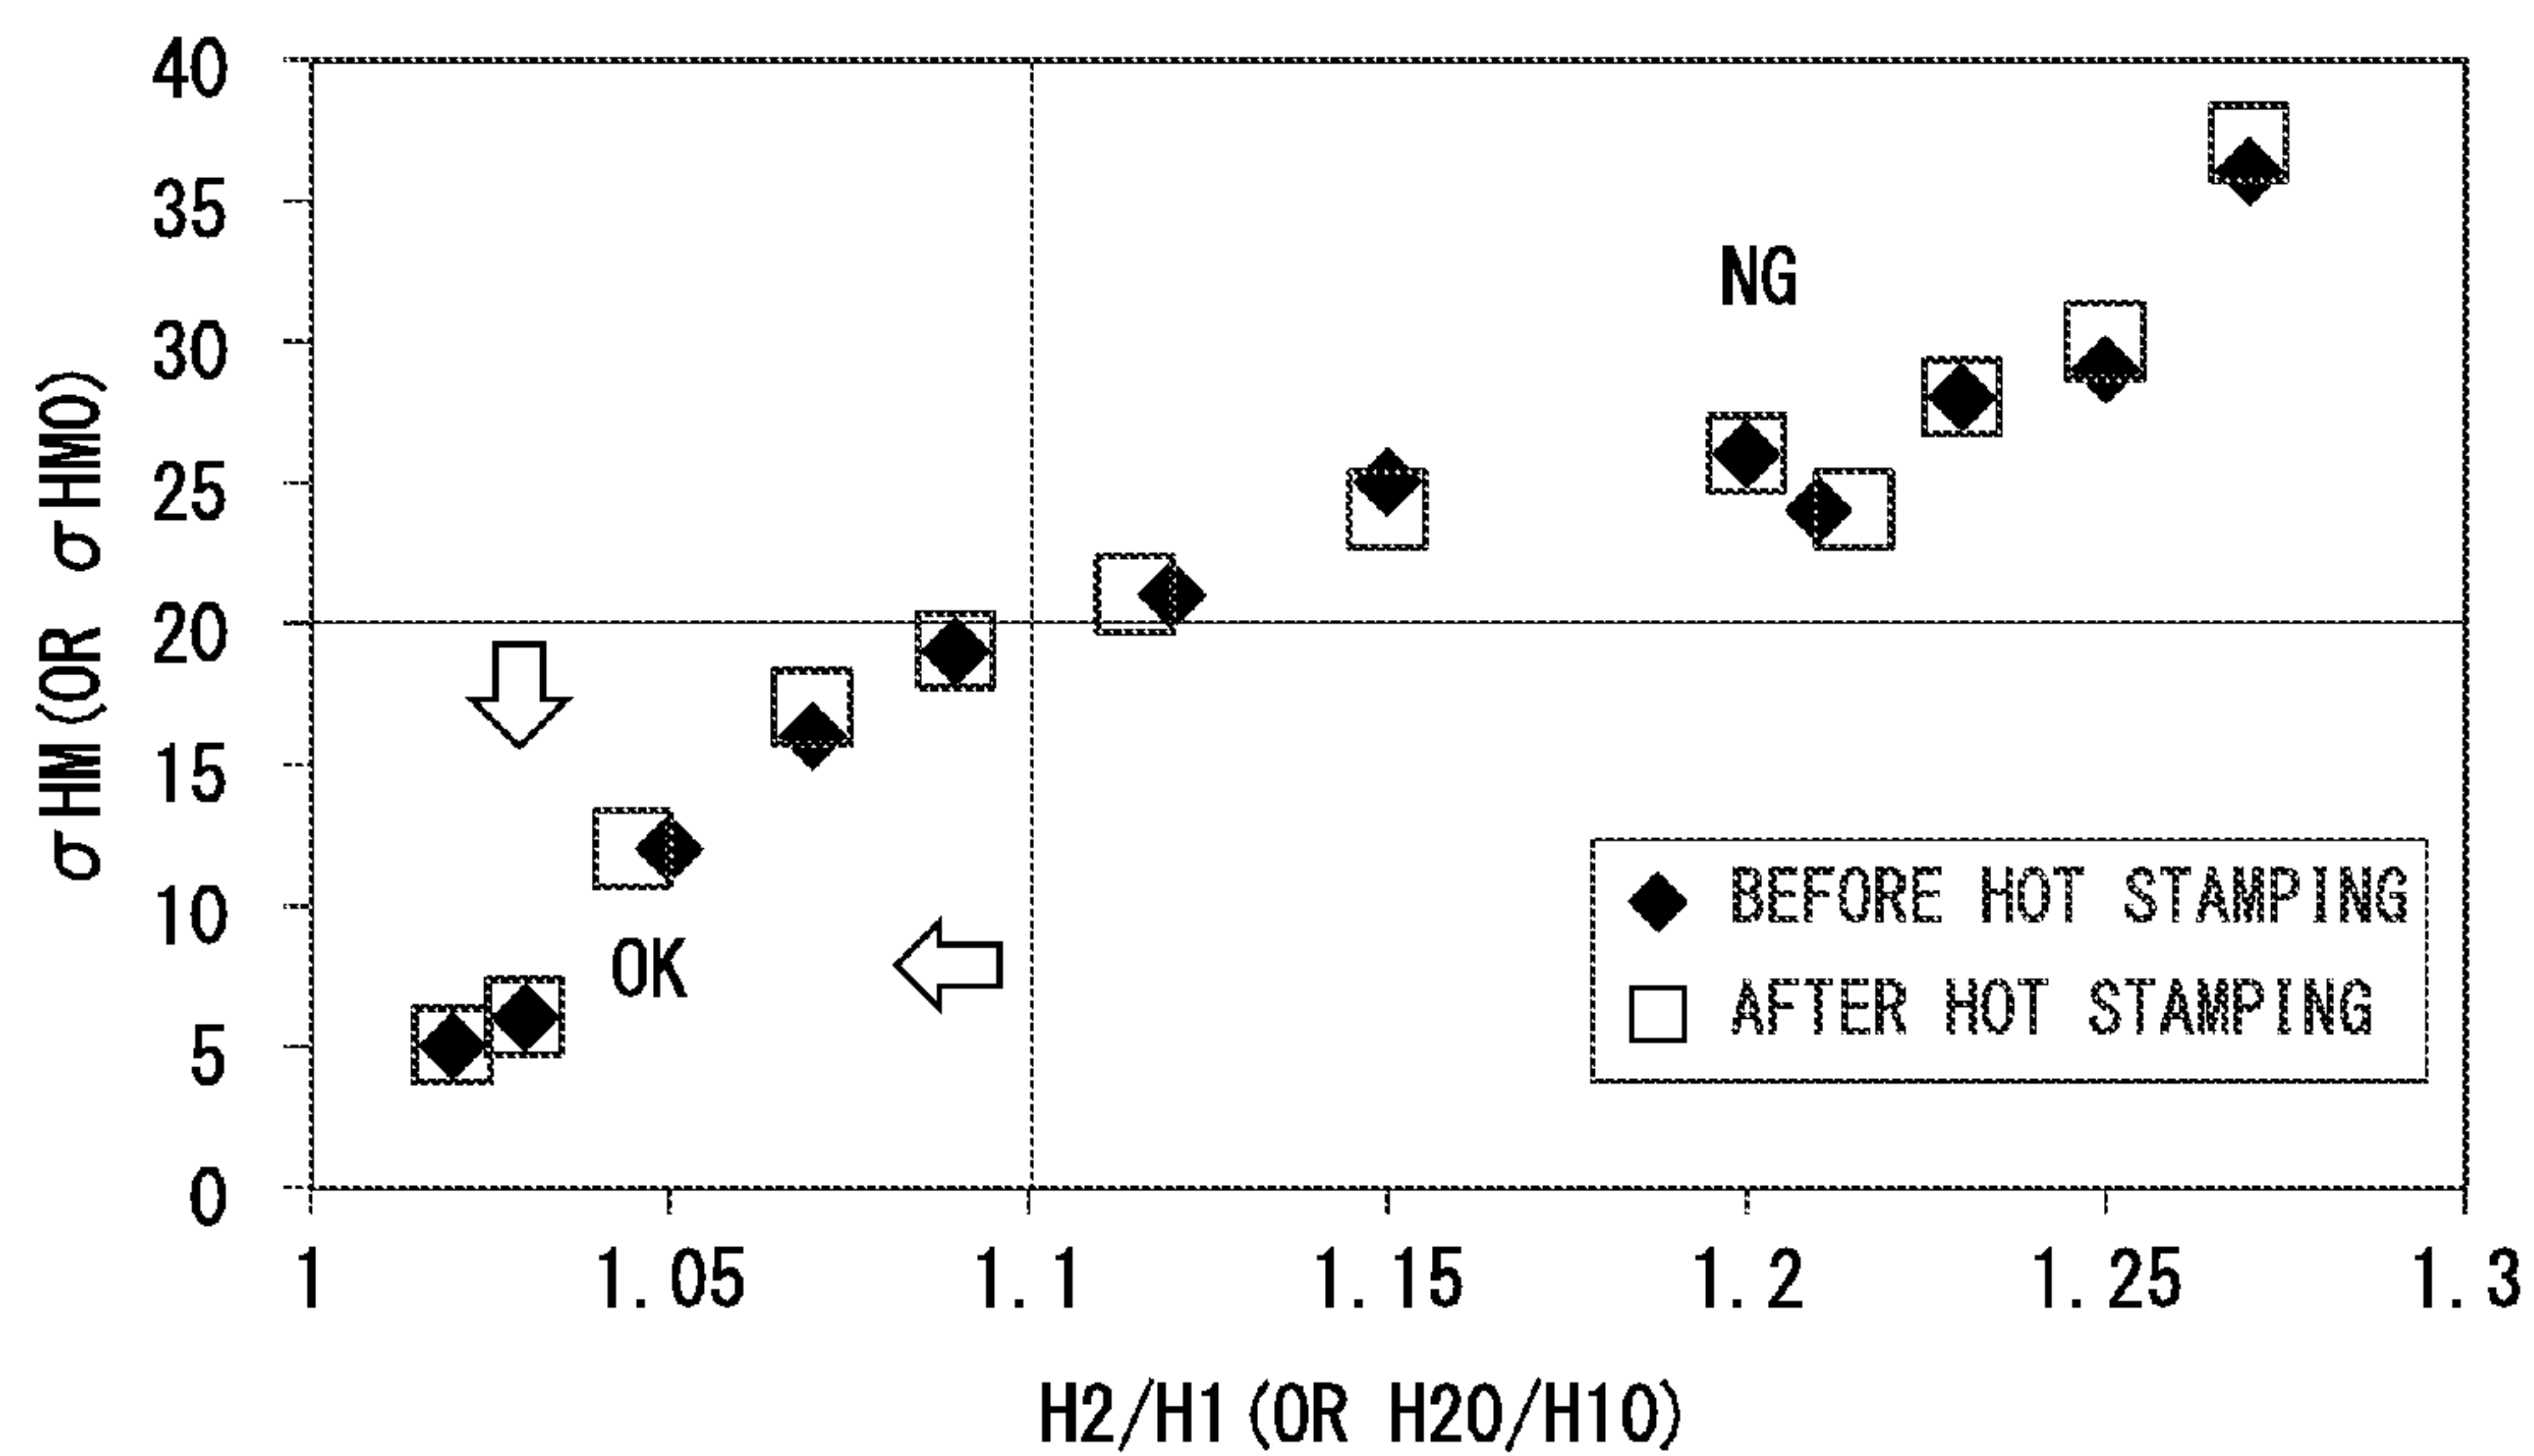 40
35
30
25
20
15
10
5
0
σHM(OR σHM0)
NG
OK
BEFORE HOT STAMPING
AFTER HOT STAMPING
1 1.05 1.1 1.15 1.2 1.25 1.3
H2/H1(OR H20/H10)